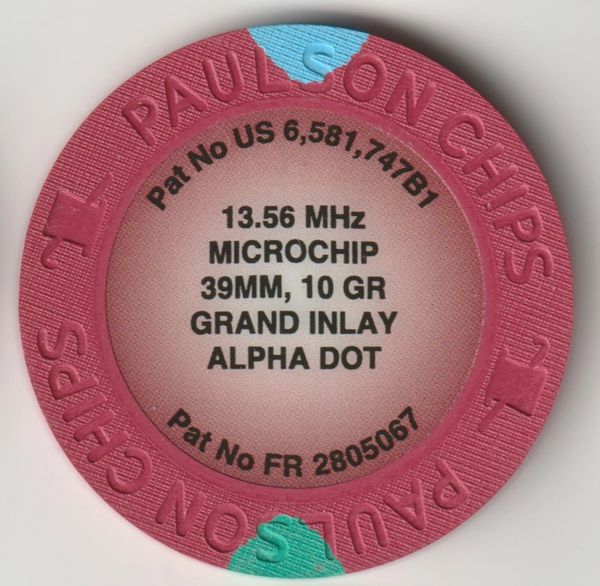 PAULSON CHIPS
Pat No US 6,581,747B1
13.56 MHz
MICROCHIP
39MM, 10 GR
GRAND INLAY
ALPHA DOT
Pat No FR 2805067
PAULSON CHIPS